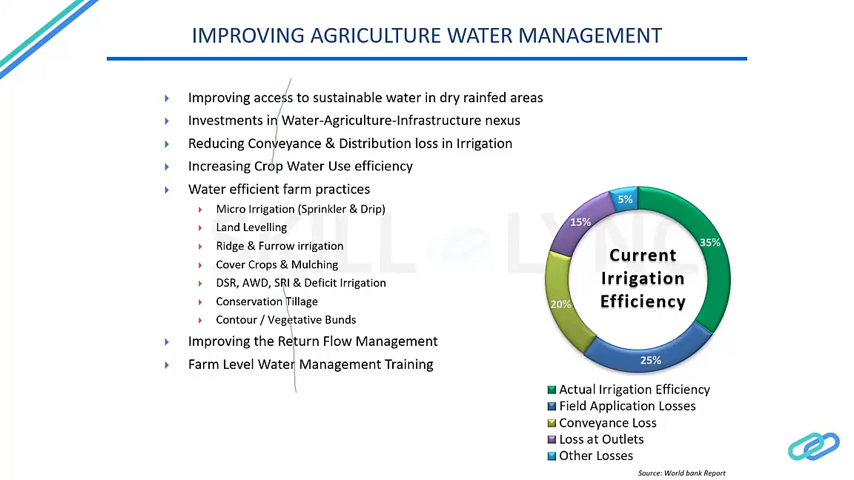 IMPROVING AGRICULTURE WATER MANAGEMENT
Improving access to sustainable water in dry rainfed areas
Investments in Water-Agriculture-Infrastructure nexus
Reducing Conveyance & Distribution loss in Irrigation
Increasing Crop Water Use efficiency
Water efficient farm practices
Micro Irrigation (Sprinkler & Drip)
Land Levelling
Ridge & Furrow irrigation
Cover Crops & Mulching
DSR, AWD, SRI & Deficit Irrigation
Conservation Tillage
Contour / Vegetative Bunds
Improving the Return Flow Management
Farm Level Water Management Training
5%
15%
35%
20%
25%
Current
Irrigation
Efficiency
Actual Irrigation Efficiency
Field Application Losses
Conveyance Loss
Loss at Outlets
Other Losses
Source: World bank Report